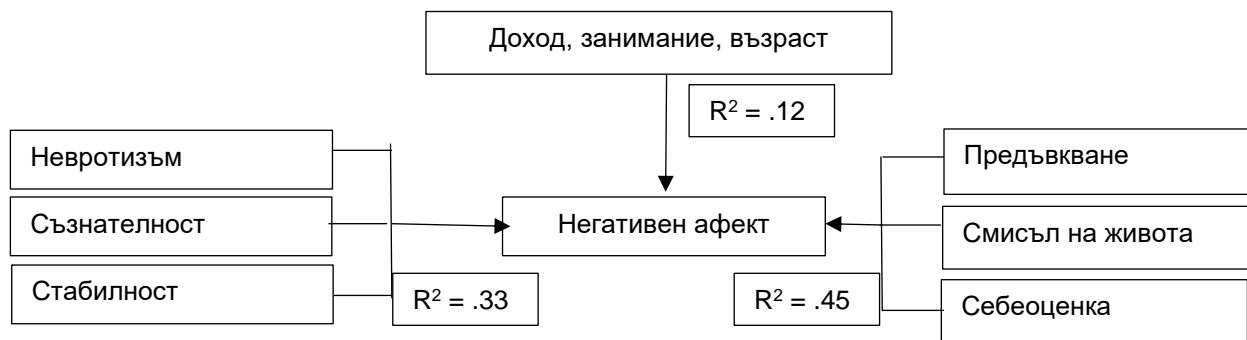 Доход, занимание, възраст
R² = .12
Невротизъм
Съзнателност
Стабилност
R² = .33
Негативен афект
R² = .45
Предъвкване
Смисъл на живота
Себеоценка